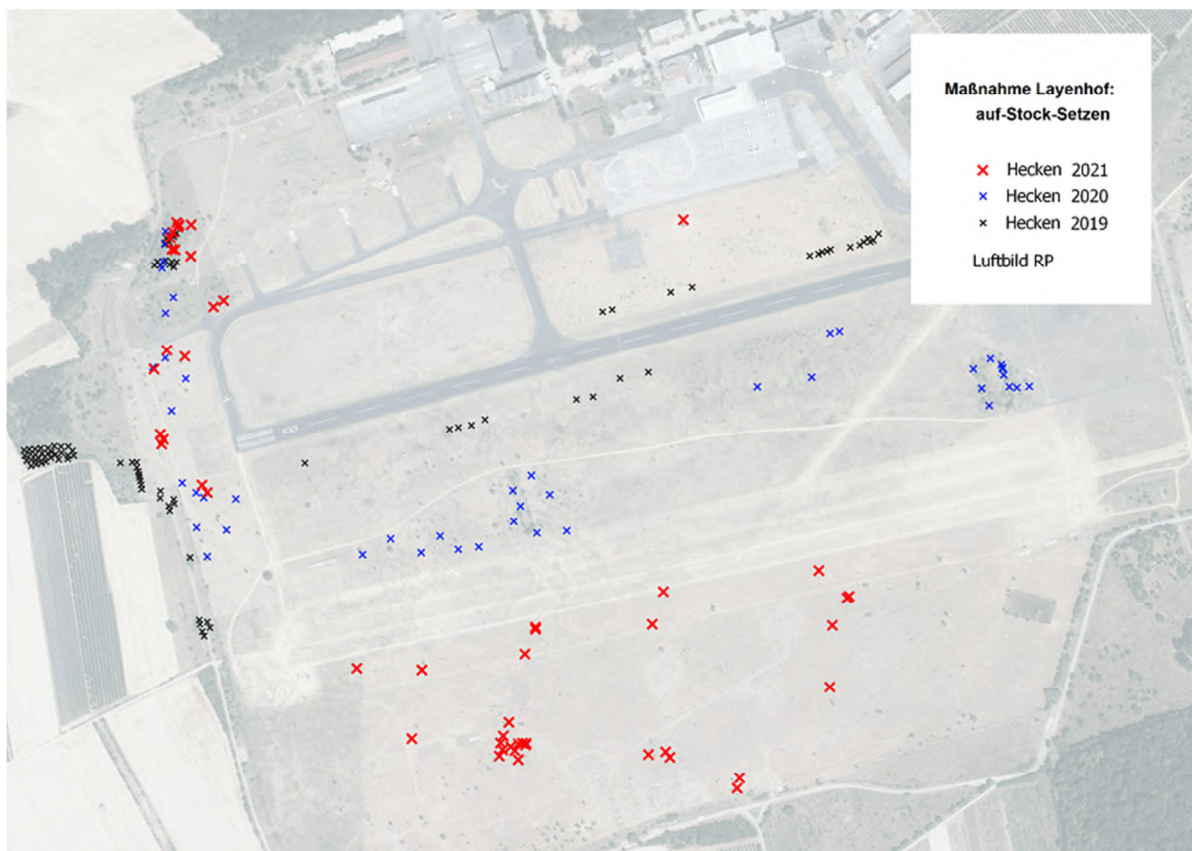 Maßnahme Layenhof:
auf-Stock-Setzen
Hecken 2021
Hecken 2020
Hecken 2019
Luftbild RP